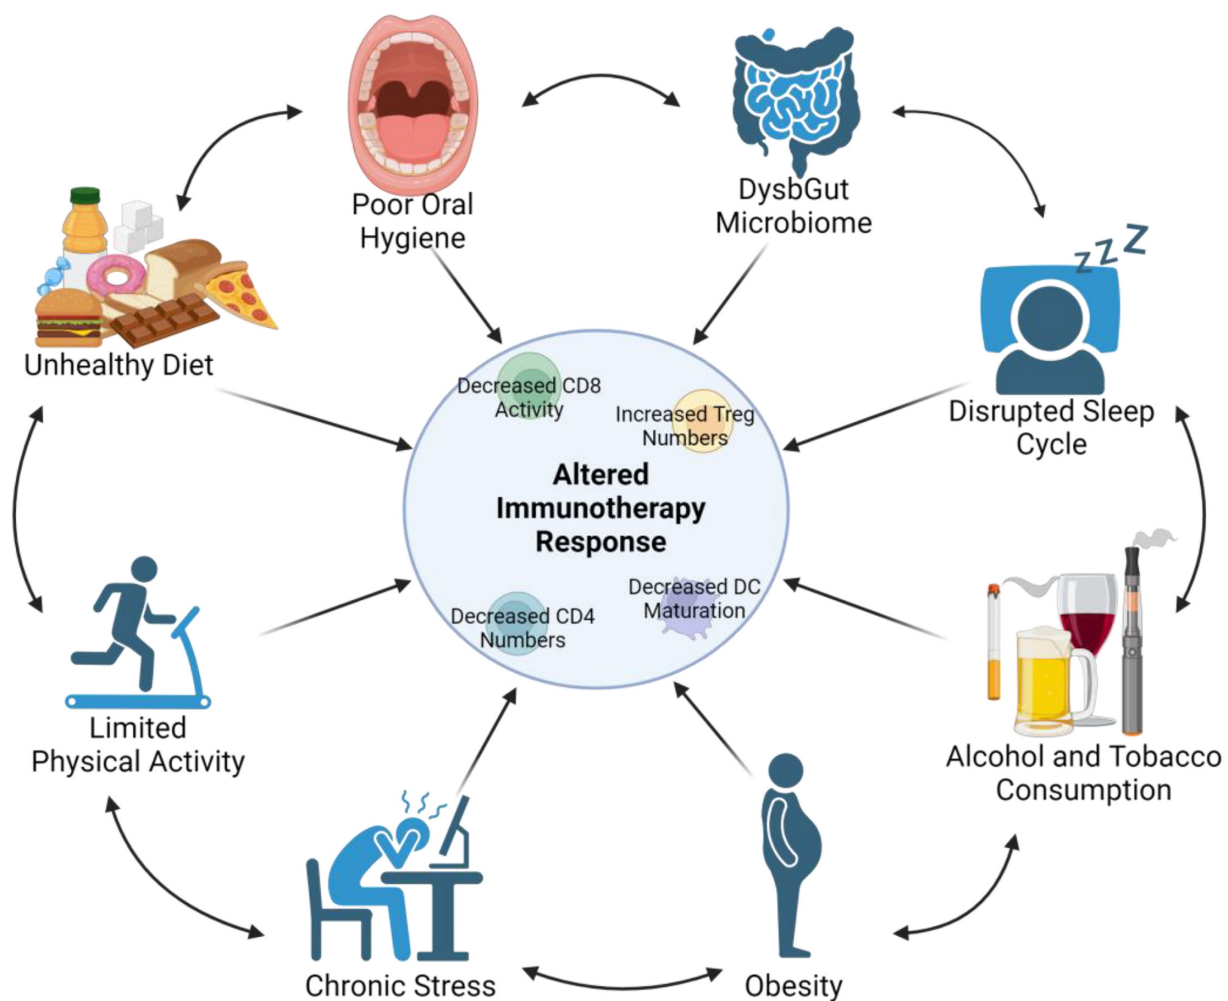 Poor Oral
Hygiene
DysbGut
Microbiome
z z Z
Unhealthy Diet
Disrupted Sleep
Cycle
Decreased CD8
Activity
Increased Treg
Numbers
Altered
Immunotherapy
Response
Decreased CD4
Numbers
Decreased DC
Maturation
Limited
Physical Activity
Alcohol and Tobacco
Consumption
Chronic Stress
Obesity